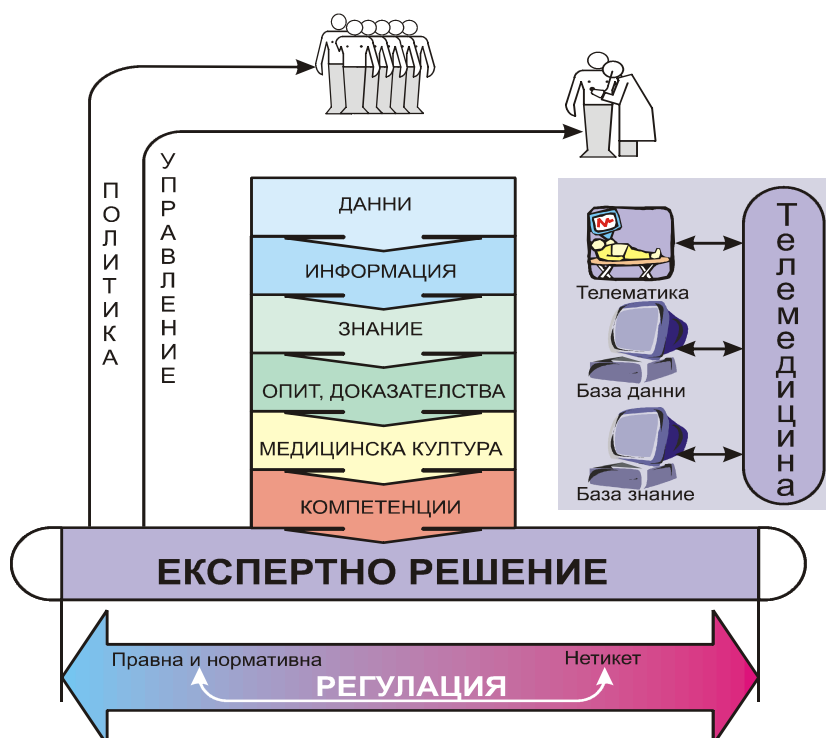 ПОЛИТИКА
УПРАВЛЕНИЕ
ДАННИ
ИНФОРМАЦИЯ
ЗНАНИЕ
ОПИТ, ДОКАЗАТЕЛСТВА
МЕДИЦИНСКА КУЛТУРА
КОМПЕТЕНЦИИ
Телематика
База данни
База знание
Телемедицина
ЕКСПЕРТНО РЕШЕНИЕ
Правна и нормативна
Нетикет
РЕГУЛАЦИЯ